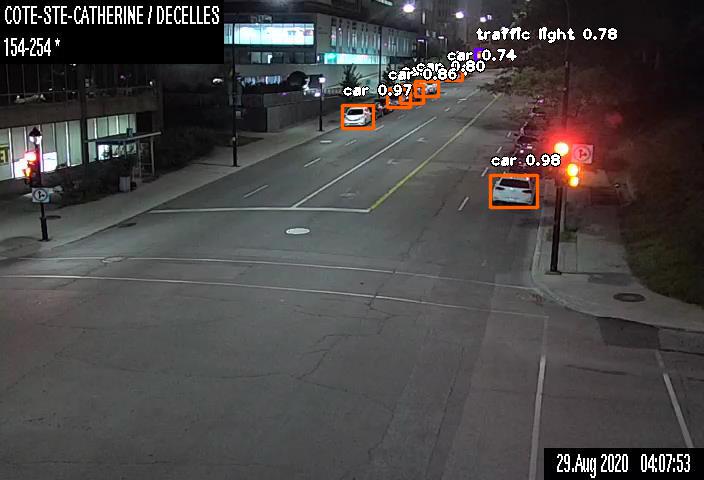 COTE-STE-CATHERINE / DECELLES
154-254 *
traffic light 0.78
car 0.74
car 0.80
car 0.86
car 0.97
car 0.98
29.Aug 2020 04:07:53